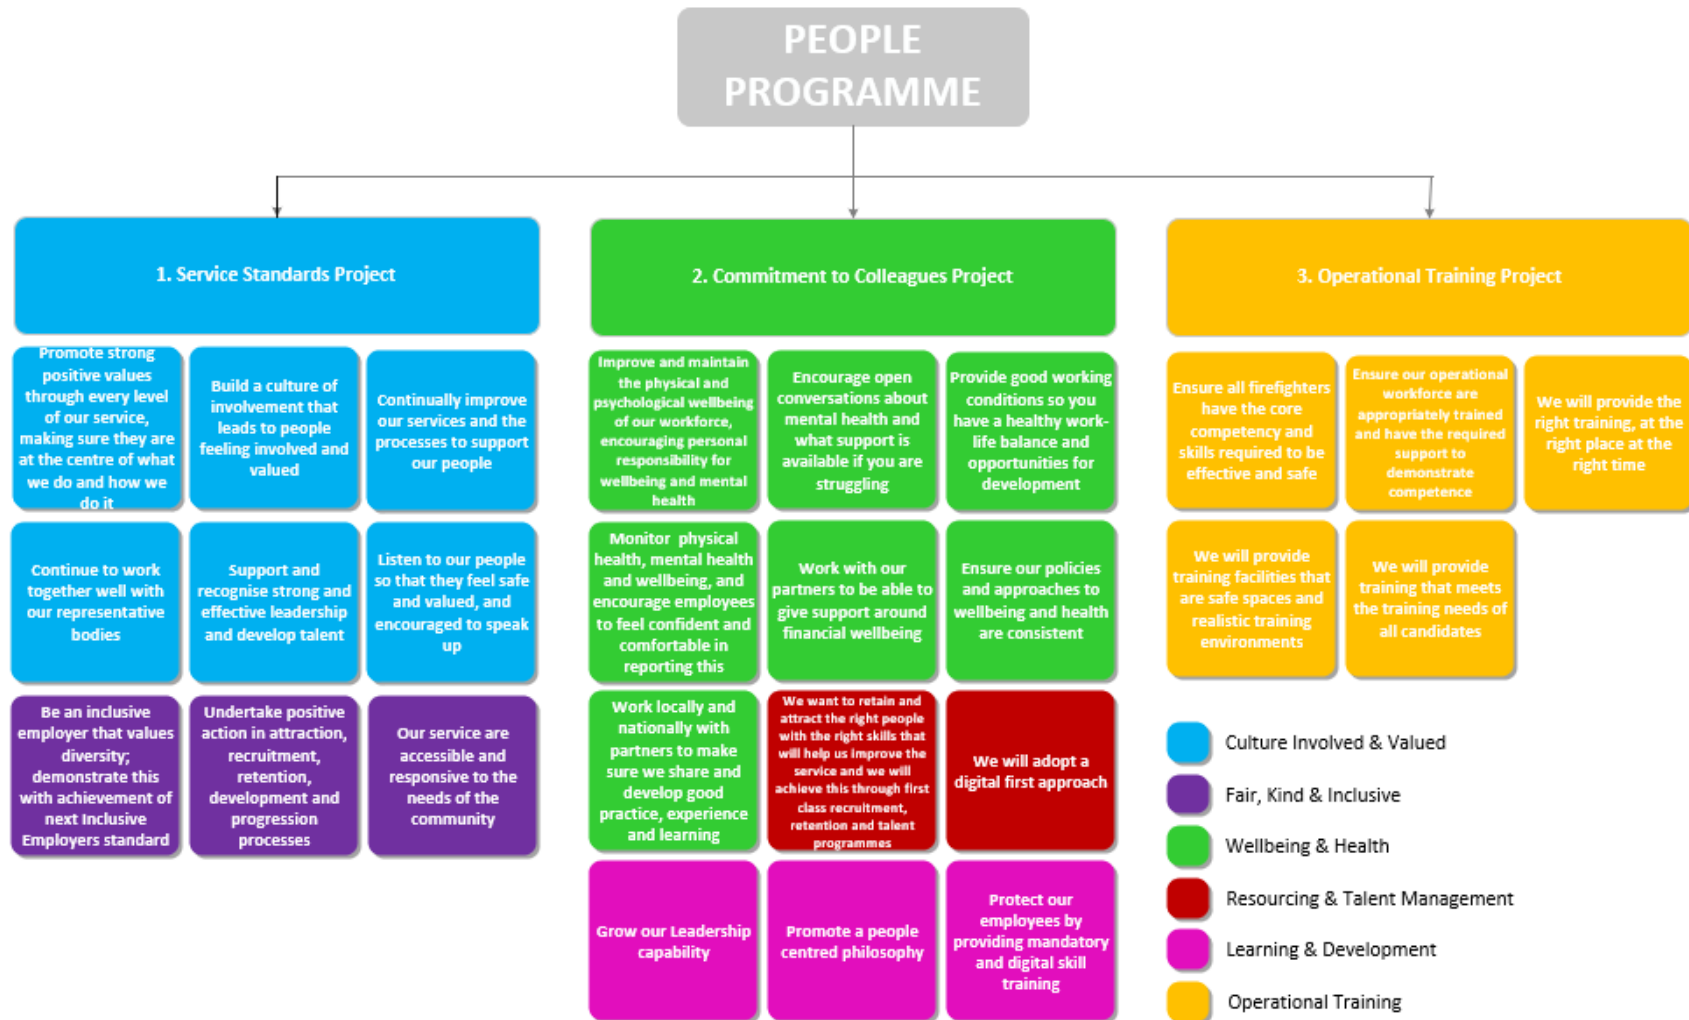 PEOPLE
PROGRAMME
1. Service Standards Project
Promote strong
positive values
through every level
of our service,
making sure they are
at the centre of what
we do and how we
do it
Build a culture of
involvement that
leads to people
feeling involved and
valued
Continually improve
our services and the
processes to support
our people
Continue to work
together well with
our representative
bodies
Support and
recognise strong and
effective leadership
and develop talent
Listen to our people
so that they feel safe
and valued, and
encouraged to speak
up
Be an inclusive
employer that values
diversity;
demonstrate this
with achievement of
next Inclusive
Employers standard
Undertake positive
action in attraction,
recruitment,
retention,
development and
progression
processes
Our service are
accessible and
responsive to the
needs of the
community
2. Commitment to Colleagues Project
Improve and maintain
the physical and
psychological wellbeing
of our workforce,
encouraging personal
responsibility for
wellbeing and mental
health
Encourage open
conversations about
mental health and
what support is
available if you are
struggling
Provide good working
conditions so you
have a healthy work-
life balance and
opportunities for
development
Monitor physical
health, mental health
and wellbeing, and
encourage employees
to feel confident and
comfortable in
reporting this
Work with our
partners to be able to
give support around
financial wellbeing
Ensure our policies
and approaches to
wellbeing and health
are consistent
Work locally and
nationally with
partners to make
sure we share and
develop good
practice, experience
and learning
We want to retain and
attract the right people
with the right skills that
will help us improve the
service and we will
achieve this through first
class recruitment,
retention and talent
programmes
We will adopt a
digital first approach
Grow our Leadership
capability
Promote a people
centred philosophy
Protect our
employees by
providing mandatory
and digital skill
training
3. Operational Training Project
Ensure all firefighters
have the core
competency and
skills required to be
effective and safe
Ensure our operational
workforce are
appropriately trained
and have the required
support to
demonstrate
competence
We will provide the
right training, at the
right place at the
right time
We will provide
training facilities that
are safe spaces and
realistic training
environments
We will provide
training that meets
the training needs of
all candidates
Culture Involved & Valued
Fair, Kind & Inclusive
Wellbeing & Health
Resourcing & Talent Management
Learning & Development
Operational Training